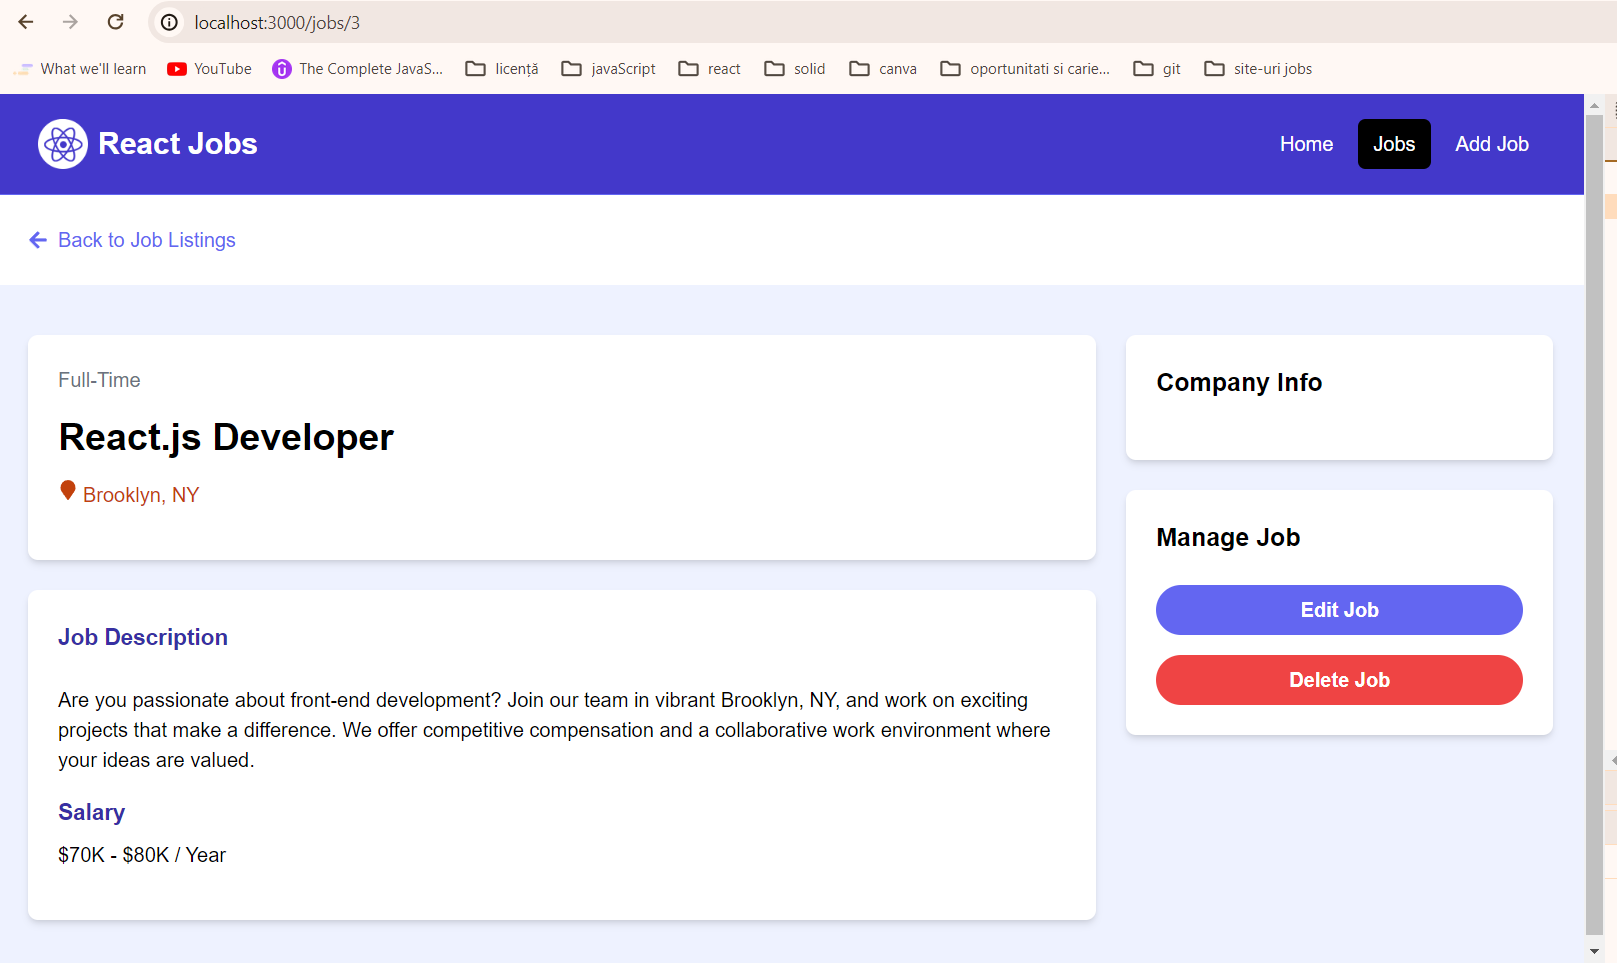 localhost:3000/jobs/3
What we'll learn YouTube The Complete JavaS... licență javaScript react solid canva oportunitati si carie... git site-uri jobs
React Jobs Home Jobs Add Job
Back to Job Listings
Full-Time
React.js Developer
Brooklyn, NY
Company Info
Manage Job
Edit Job
Delete Job
Job Description
Are you passionate about front-end development? Join our team in vibrant Brooklyn, NY, and work on exciting
projects that make a difference. We offer competitive compensation and a collaborative work environment where
your ideas are valued.
Salary
$70K - $80K / Year